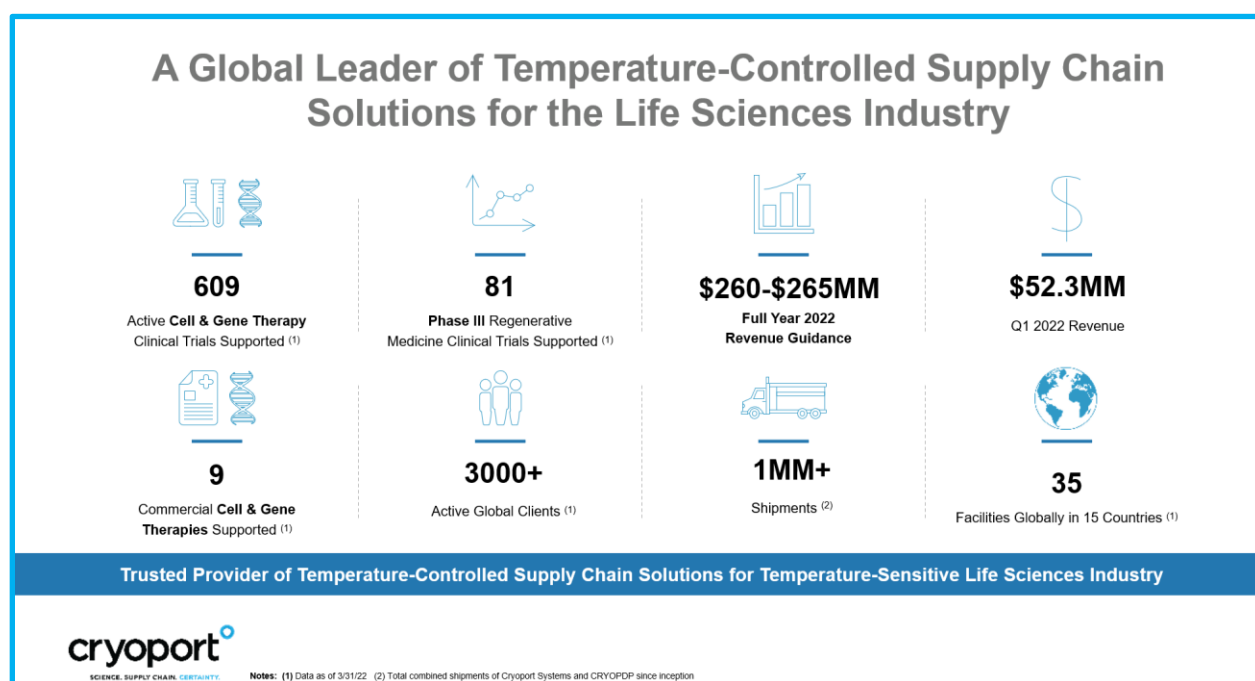 A Global Leader of Temperature-Controlled Supply Chain
Solutions for the Life Sciences Industry
609
Active Cell & Gene Therapy
Clinical Trials Supported (1)
81
Phase III Regenerative
Medicine Clinical Trials Supported (1)
$260-$265MM
Full Year 2022
Revenue Guidance
$52.3MM
Q1 2022 Revenue
9
Commercial Cell & Gene
Therapies Supported (1)
3000+
Active Global Clients (1)
1MM+
Shipments (2)
35
Facilities Globally in 15 Countries (1)
Trusted Provider of Temperature-Controlled Supply Chain Solutions for Temperature-Sensitive Life Sciences Industry
cryoport
SCIENCE. SUPPLY CHAIN. CERTAINTY.
Notes: (1) Data as of 3/31/22 (2) Total combined shipments of Cryoport Systems and CRYOPDP since inception